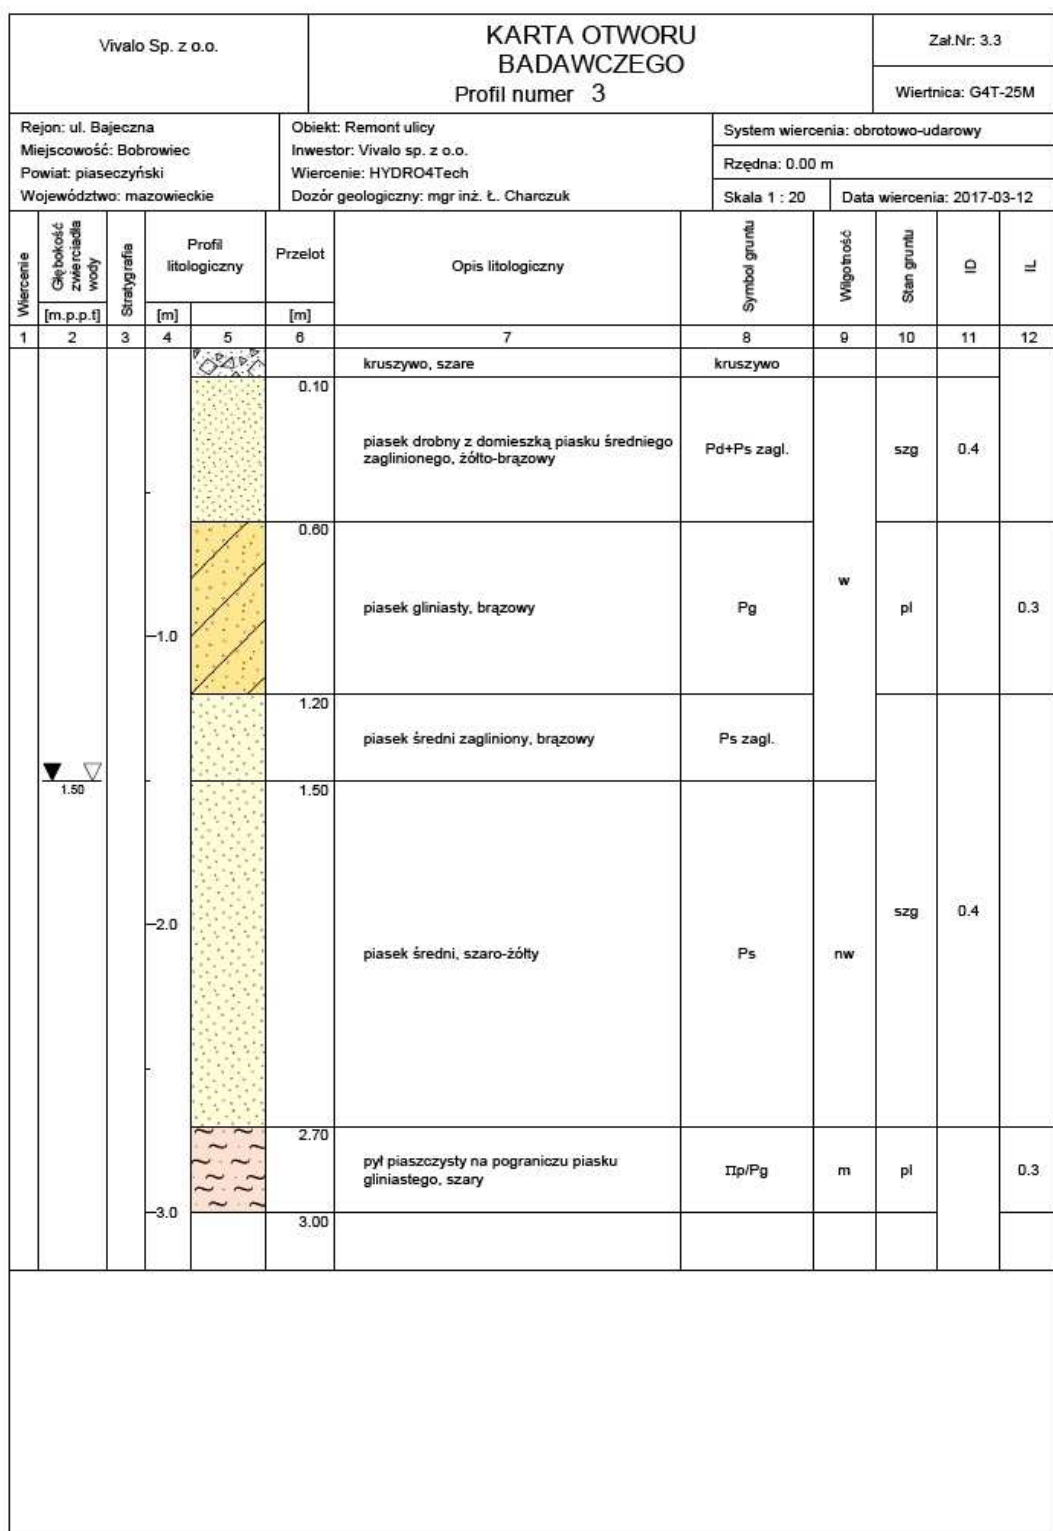 Vivalo Sp. z o.o.
KARTA OTWORU
BADAWCZEGO
Profil numer 3
Zał.Nr: 3.3
Wiertnica: G4T-25M
Rejon: ul. Bajeczna
Miejscowość: Bobrowiec
Powiat: piaseczyński
Województwo: mazowieckie
Obiekt: Remont ulicy
Inwestor: Vivalo sp. z o.o.
Wiercenie: HYDRO4Tech
Dozór geologiczny: mgr inż. Ł. Charczuk
System wiercenia: obrotowo-udarowy
Rzędna: 0.00 m
Skala 1 : 20
Data wiercenia: 2017-03-12
Wiercenie
Głębokość
zwierciadła
wody
[m.p.p.t]
Stratygrafia
Profil
litologiczny
[m]
Przelot
[m]
Opis litologiczny
Symbol gruntu
Wilgotność
Stan gruntu
ID
IL
1 2 3 4 5 6 7 8 9 10 11 12
kruszywo, szare kruszywo
0.10
piasek drobny z domieszką piasku średniego
zaglinionego, żółto-brązowy
Pd+Ps zagl. szg 0.4
0.60
w
piasek gliniasty, brązowy Pg pl 0.3
1.0
1.20
piasek średni zagliniony, brązowy Ps zagl.
1.50 1.50
szg 0.4
2.0
piasek średni, szaro-żółty Ps nw
2.70
pył piaszczysty na pograniczu piasku
gliniastego, szary
Πp/Pg m pl 0.3
3.0
3.00